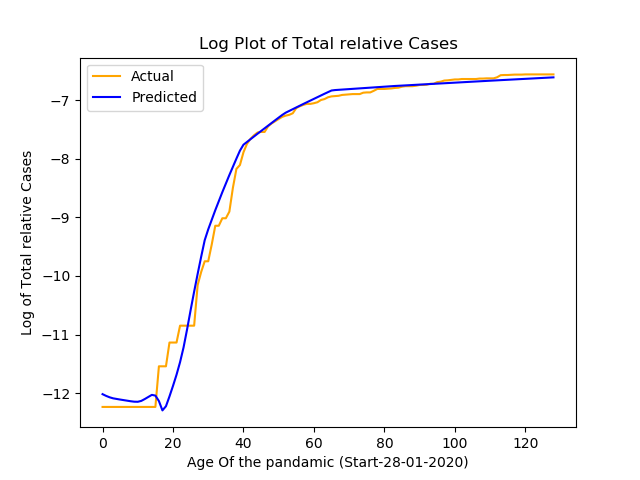 Log Plot of Total relative Cases
Actual
Predicted
Log of Total relative Cases
−7
−8
−9
−10
−11
−12
0 20 40 60 80 100 120
Age Of the pandamic (Start-28-01-2020)